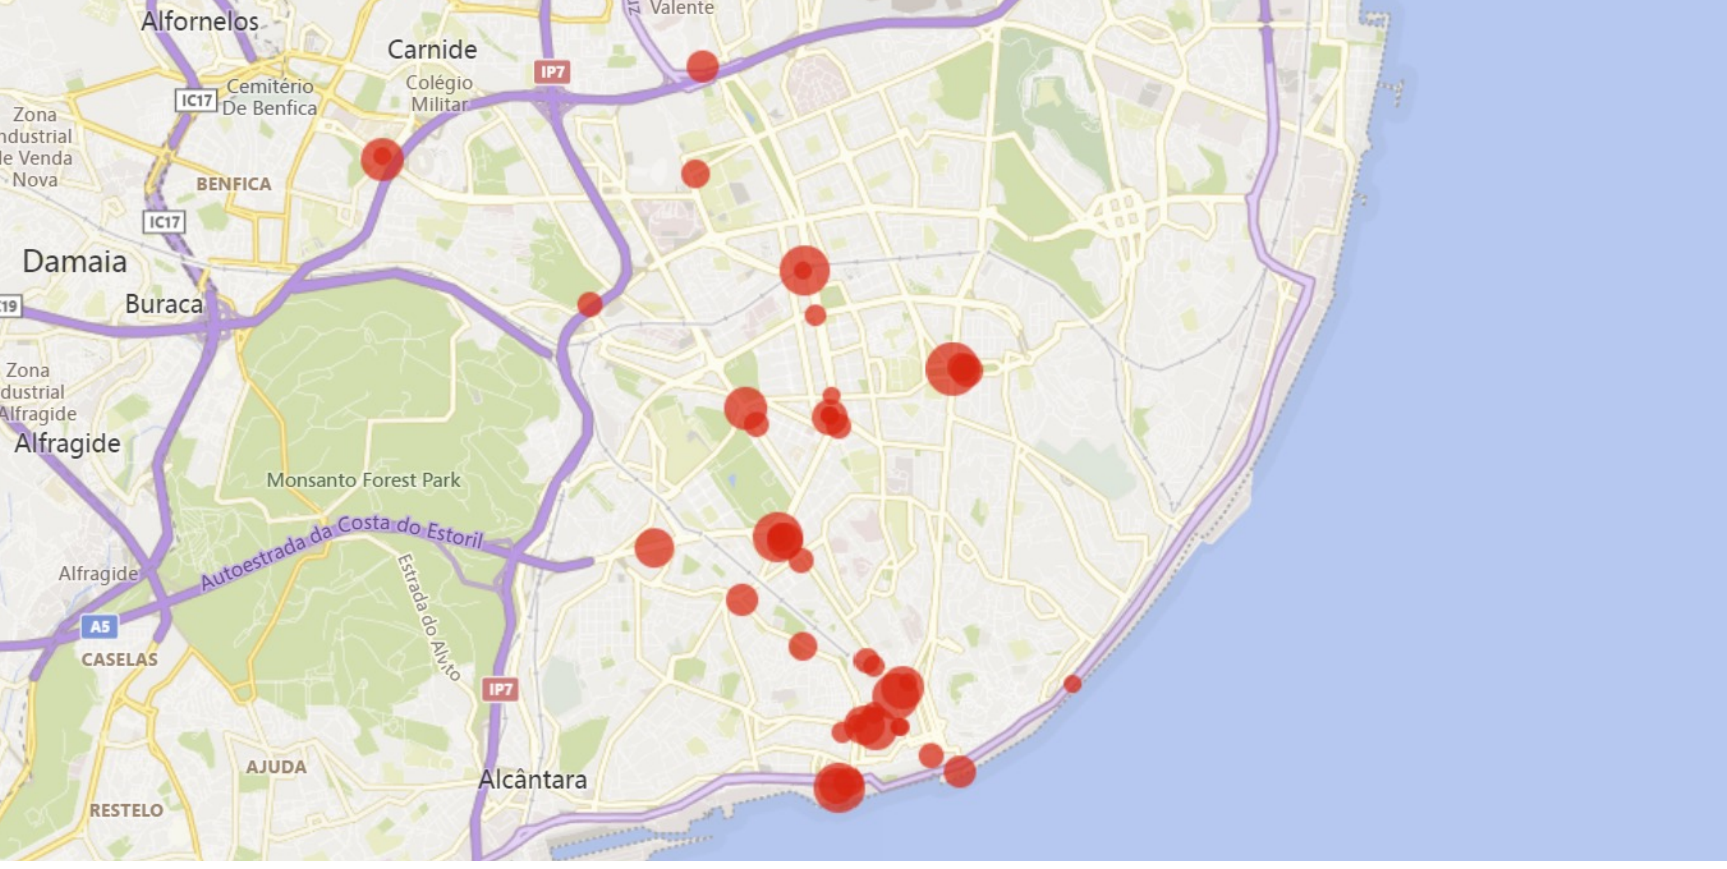 Alfornelos
Valente
Carnide
IP7
Cemitério
De Benfica
Colégio
Militar
IC17
Zona
ndustrial
le Venda
Nova
BENFICA
IC17
Damaia
Buraca
19
Zona
dustrial
Alfragide
Alfragide
Monsanto Forest Park
Autoestrada da Costa do Estoril
Alfragide
Estrada do Alvito
A5
CASELAS
IP7
AJUDA
Alcântara
RESTELO